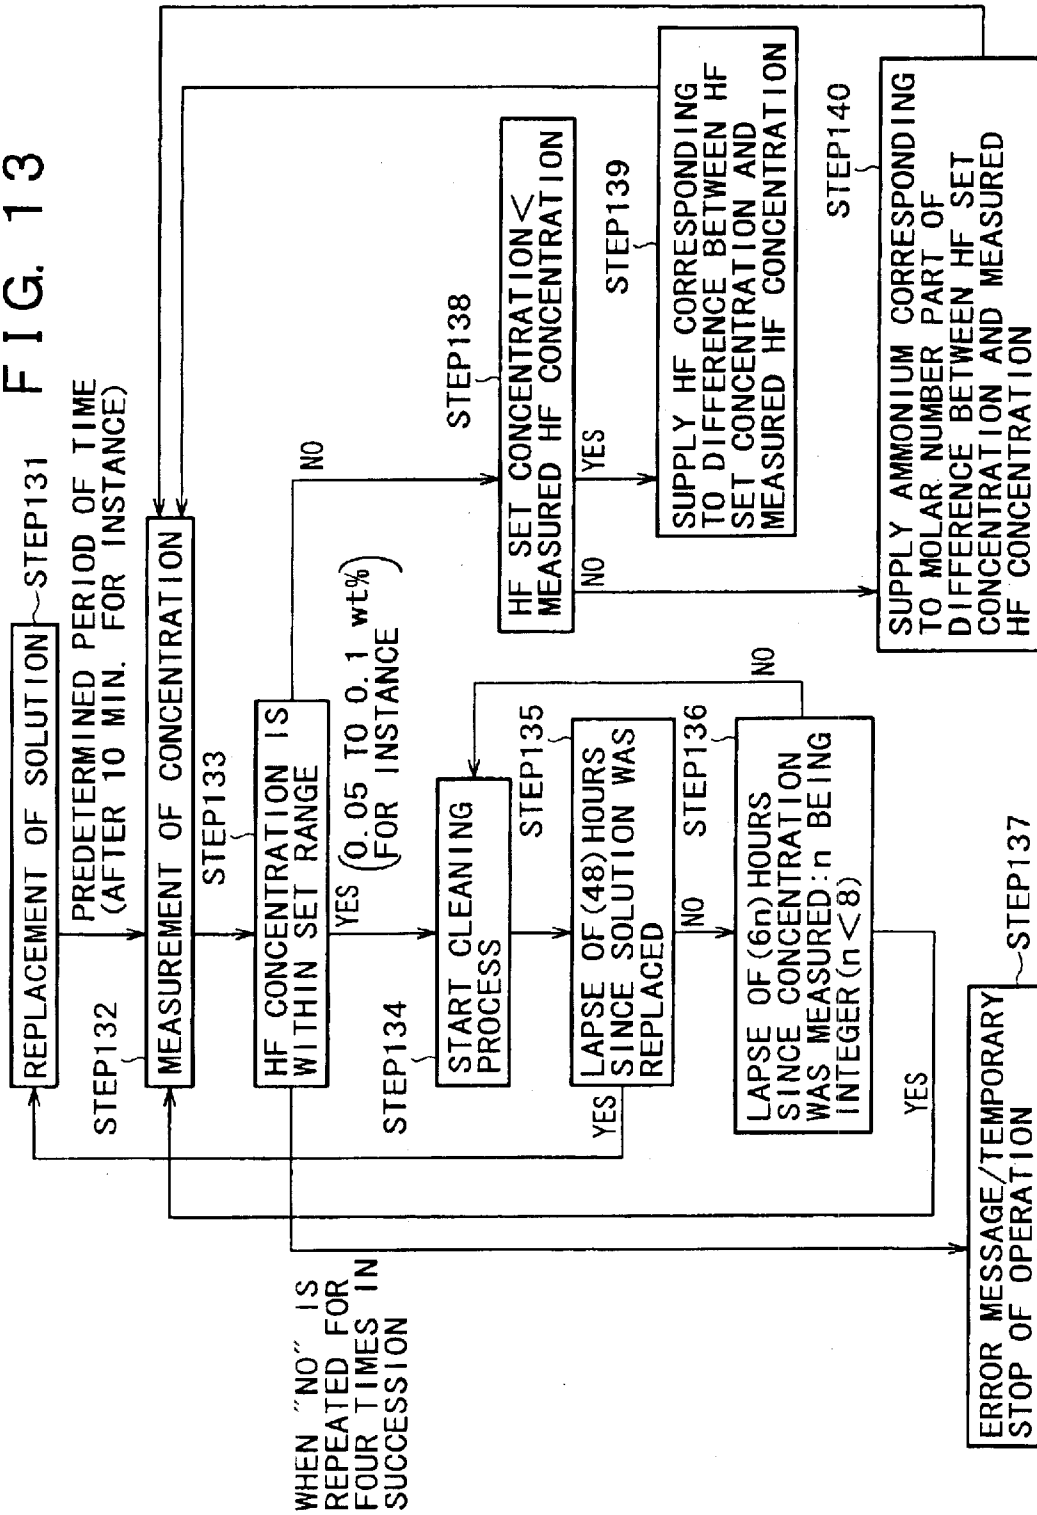 FIG. 13
REPLACEMENT OF SOLUTION
STEP131
PREDETERMINED PERIOD OF TIME
(AFTER 10 MIN. FOR INSTANCE)
STEP132
MEASUREMENT OF CONCENTRATION
STEP133
HF CONCENTRATION IS
WITHIN SET RANGE
NO
YES
(0.05 TO 0.1 wt%
FOR INSTANCE)
WHEN "NO" IS
REPEATED FOR
FOUR TIMES IN
SUCCESSION
STEP134
START CLEANING
PROCESS
STEP135
LAPSE OF(48)HOURS
SINCE SOLUTION WAS
REPLACED
YES
NO
STEP136
LAPSE OF(6n)HOURS
SINCE CONCENTRATION
WAS MEASURED:n BEING
INTEGER(n<8)
NO
YES
STEP137
ERROR MESSAGE/TEMPORARY
STOP OF OPERATION
STEP138
HF SET CONCENTRATION<
MEASURED HF CONCENTRATION
YES
NO
STEP139
SUPPLY HF CORRESPONDING
TO DIFFERENCE BETWEEN HF
SET CONCENTRATION AND
MEASURED HF CONCENTRATION
STEP140
SUPPLY AMMONIUM CORRESPONDING
TO MOLAR NUMBER PART OF
DIFFERENCE BETWEEN HF SET
CONCENTRATION AND MEASURED
HF CONCENTRATION